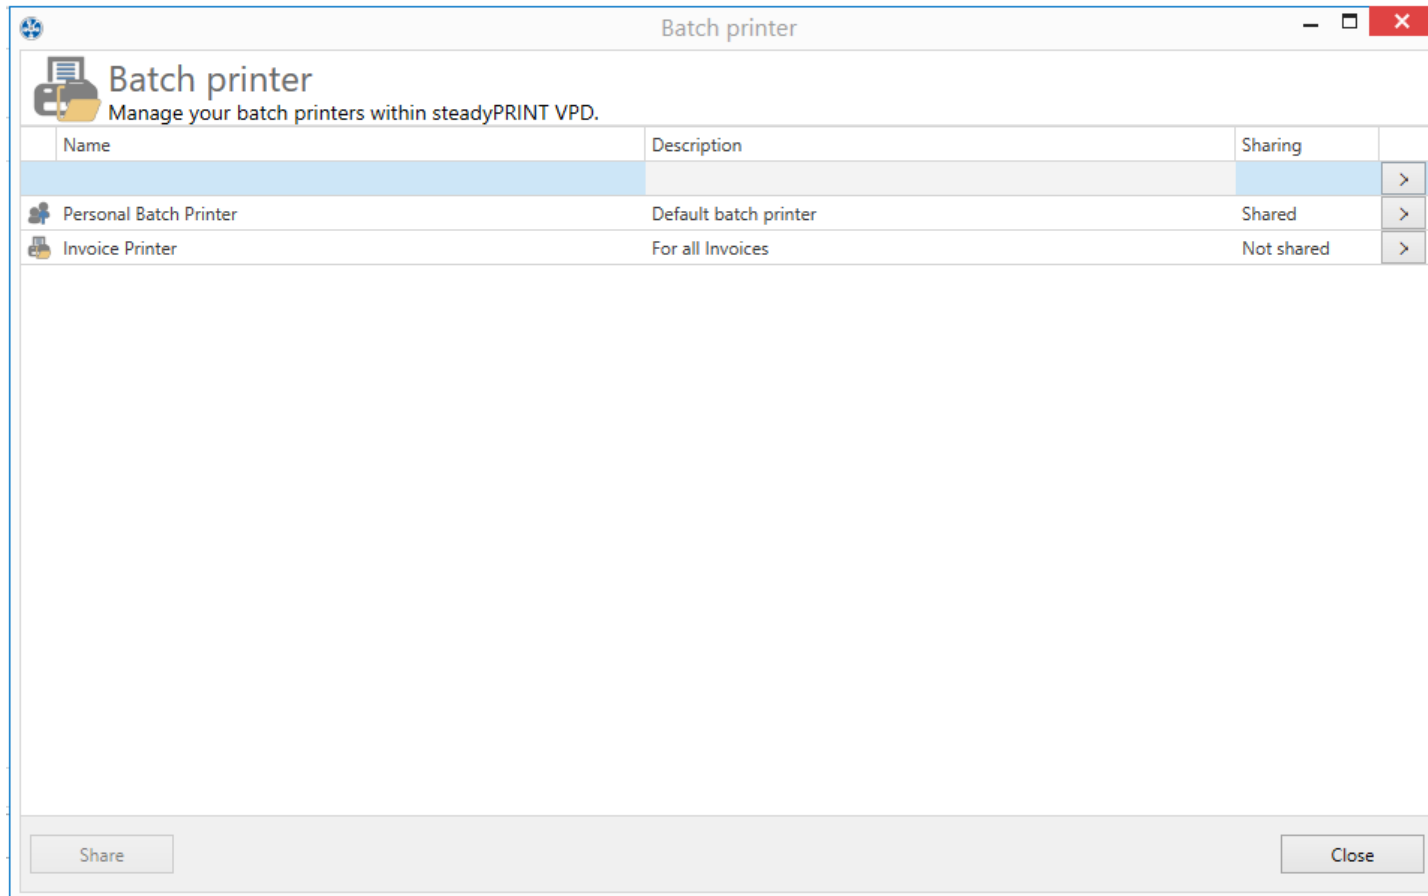 Batch printer
Batch printer
Manage your batch printers within steadyPRINT VPD.
Name Description Sharing
>
Personal Batch Printer Default batch printer Shared >
Invoice Printer For all Invoices Not shared >
Share Close